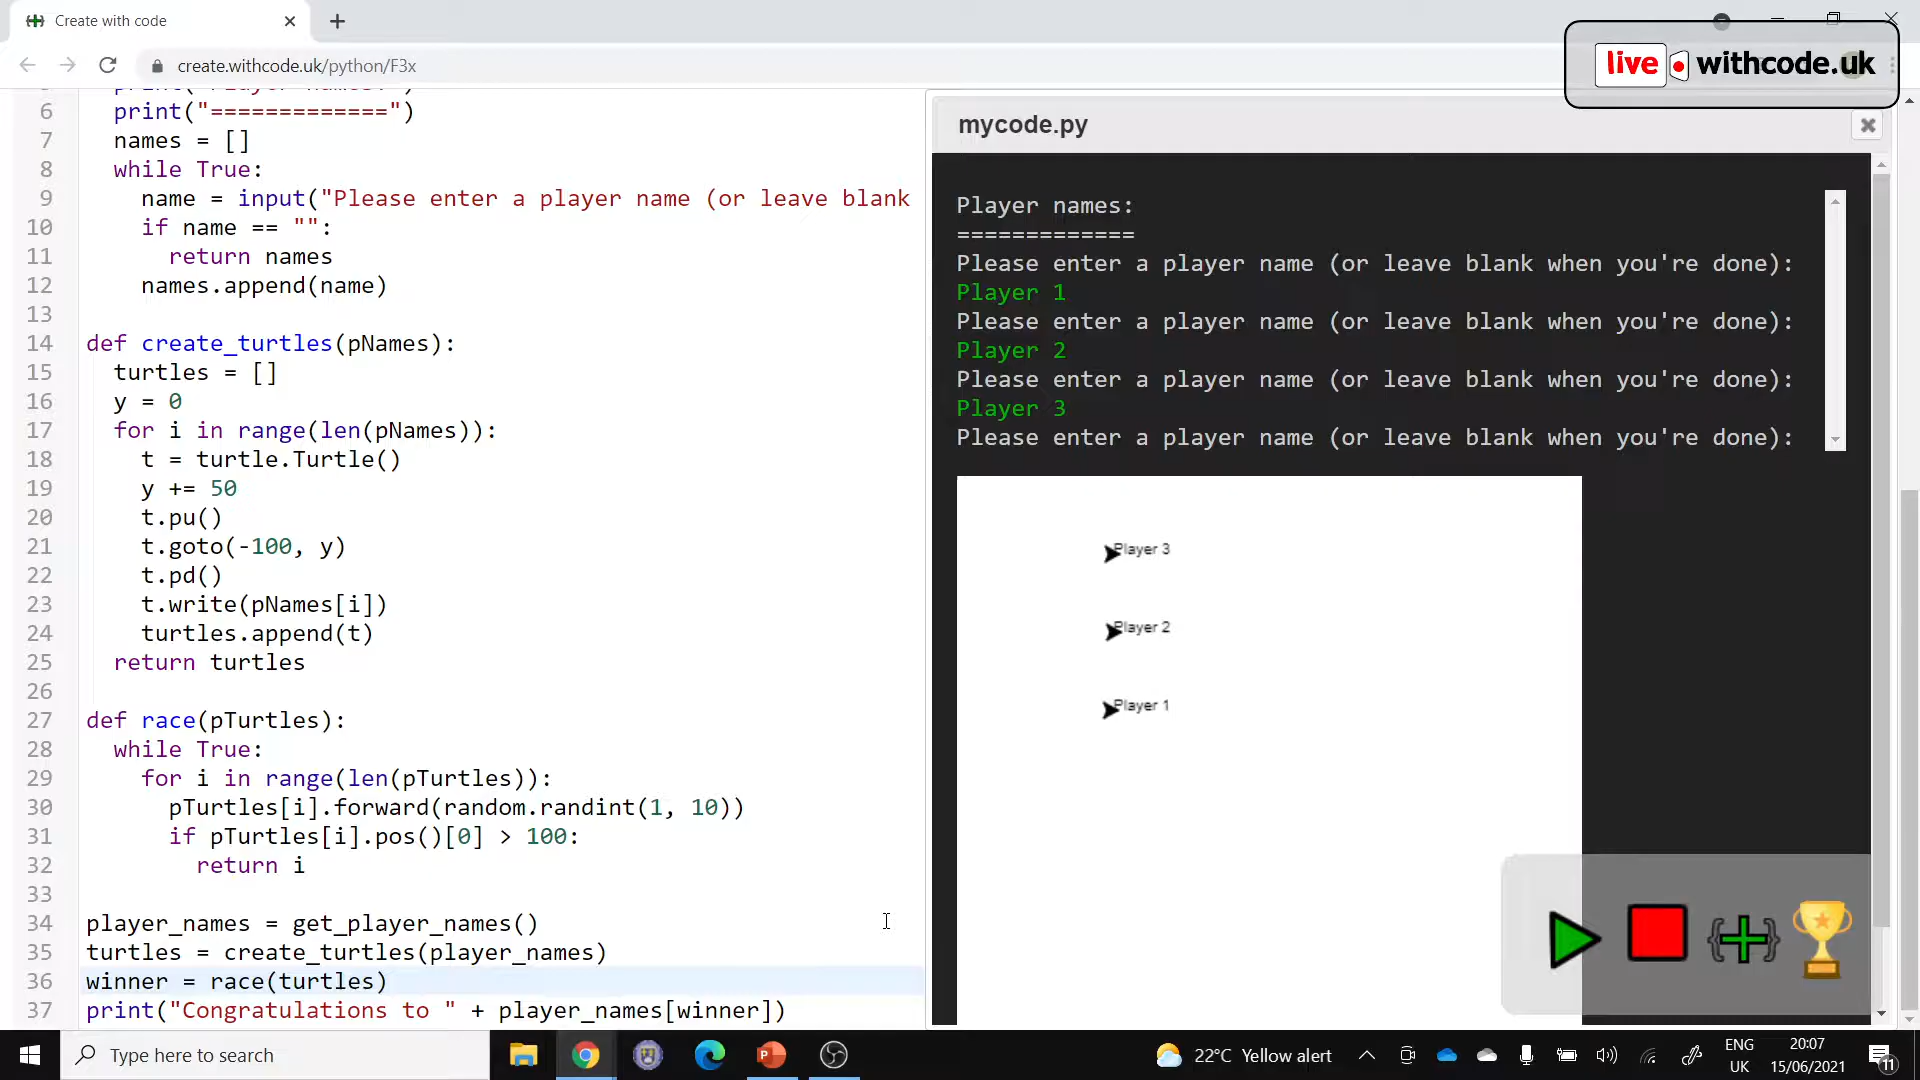 Create with code
create.withcode.uk/python/F3x
live withcode.uk
6 print("=============")
7 names = []
8 while True:
9 name = input("Please enter a player name (or leave blank
10 if name == "":
11 return names
12 names.append(name)
13
14 def create_turtles(pNames):
15 turtles = []
16 y = 0
17 for i in range(len(pNames)):
18 t = turtle.Turtle()
19 y += 50
20 t.pu()
21 t.goto(-100, y)
22 t.pd()
23 t.write(pNames[i])
24 turtles.append(t)
25 return turtles
26
27 def race(pTurtles):
28 while True:
29 for i in range(len(pTurtles)):
30 pTurtles[i].forward(random.randint(1, 10))
31 if pTurtles[i].pos()[0] > 100:
32 return i
33
34 player_names = get_player_names()
35 turtles = create_turtles(player_names)
36 winner = race(turtles)
37 print("Congratulations to " + player_names[winner])
mycode.py
Player names:
=============
Please enter a player name (or leave blank when you're done):
Player 1
Please enter a player name (or leave blank when you're done):
Player 2
Please enter a player name (or leave blank when you're done):
Player 3
Please enter a player name (or leave blank when you're done):
Player 3
Player 2
Player 1
Type here to search
22°C Yellow alert
ENG
UK
20:07
15/06/2021
11